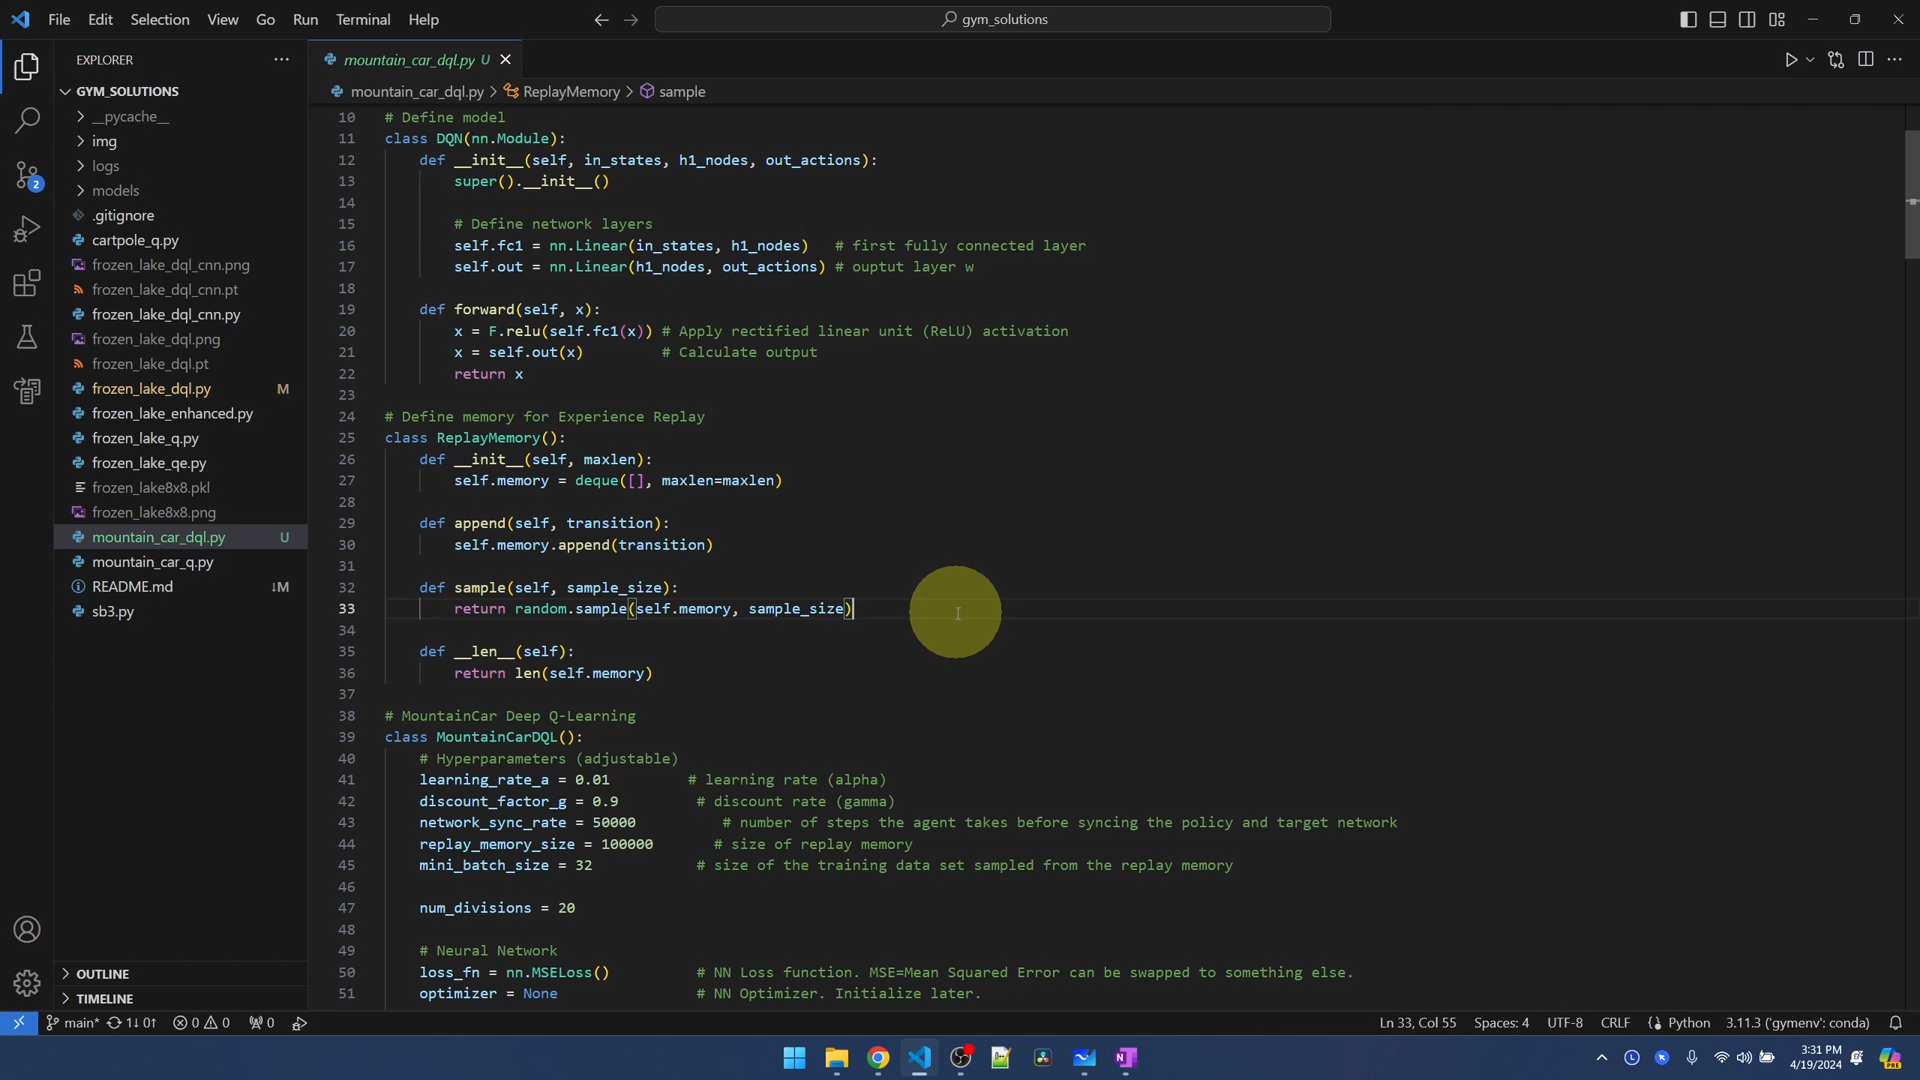 File Edit Selection View Go Run Terminal Help
gym_solutions
EXPLORER
mountain_car_dql.py U
GYM_SOLUTIONS
mountain_car_dql.py > ReplayMemory > sample
__pycache__
img
logs
models
.gitignore
cartpole_q.py
frozen_lake_dql_cnn.png
frozen_lake_dql_cnn.pt
frozen_lake_dql_cnn.py
frozen_lake_dql.png
frozen_lake_dql.pt
frozen_lake_dql.py M
frozen_lake_enhanced.py
frozen_lake_q.py
frozen_lake_qe.py
frozen_lake8x8.pkl
frozen_lake8x8.png
mountain_car_dql.py U
mountain_car_q.py
README.md ↓M
sb3.py
OUTLINE
TIMELINE
2
10 # Define model
11 class DQN(nn.Module):
12 def __init__(self, in_states, h1_nodes, out_actions):
13 super().__init__()
14
15 # Define network layers
16 self.fc1 = nn.Linear(in_states, h1_nodes) # first fully connected layer
17 self.out = nn.Linear(h1_nodes, out_actions) # ouptut layer w
18
19 def forward(self, x):
20 x = F.relu(self.fc1(x)) # Apply rectified linear unit (ReLU) activation
21 x = self.out(x) # Calculate output
22 return x
23
24 # Define memory for Experience Replay
25 class ReplayMemory():
26 def __init__(self, maxlen):
27 self.memory = deque([], maxlen=maxlen)
28
29 def append(self, transition):
30 self.memory.append(transition)
31
32 def sample(self, sample_size):
33 return random.sample(self.memory, sample_size)
34
35 def __len__(self):
36 return len(self.memory)
37
38 # MountainCar Deep Q-Learning
39 class MountainCarDQL():
40 # Hyperparameters (adjustable)
41 learning_rate_a = 0.01 # learning rate (alpha)
42 discount_factor_g = 0.9 # discount rate (gamma)
43 network_sync_rate = 50000 # number of steps the agent takes before syncing the policy and target network
44 replay_memory_size = 100000 # size of replay memory
45 mini_batch_size = 32 # size of the training data set sampled from the replay memory
46
47 num_divisions = 20
48
49 # Neural Network
50 loss_fn = nn.MSELoss() # NN Loss function. MSE=Mean Squared Error can be swapped to something else.
51 optimizer = None # NN Optimizer. Initialize later.
main* 1↓ 0↑ 0 0 0 Ln 33, Col 55 Spaces: 4 UTF-8 CRLF Python 3.11.3 ('gymenv': conda)
3:31 PM
4/19/2024
PRE